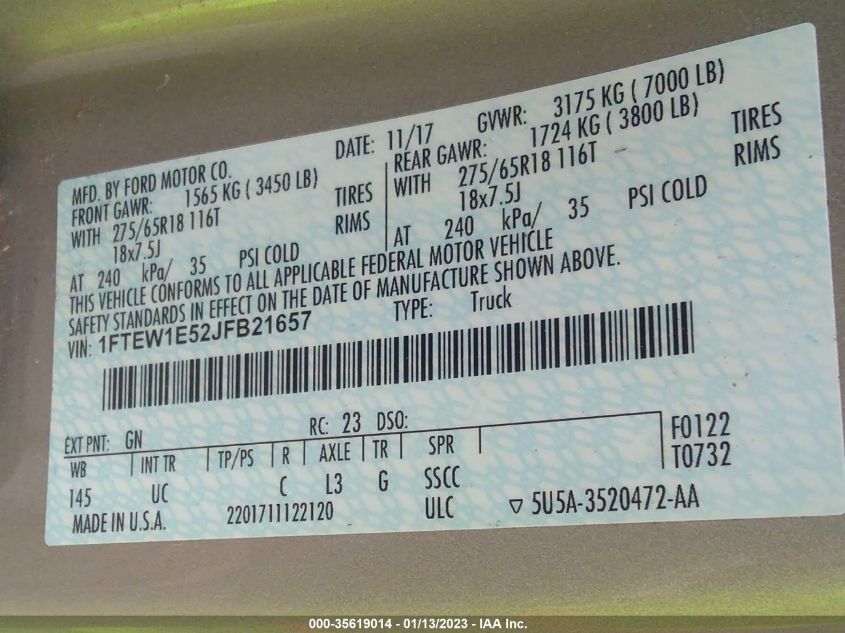 MFD. BY FORD MOTOR CO. DATE: 11/17 GVWR: 3175 KG ( 7000 LB)
FRONT GAWR: 1565 KG ( 3450 LB) REAR GAWR: 1724 KG ( 3800 LB)
WITH 275/65R18 116T TIRES WITH 275/65R18 116T TIRES
18x7.5J RIMS 18x7.5J RIMS
AT 240 kPa/ 35 PSI COLD AT 240 kPa/ 35 PSI COLD
THIS VEHICLE CONFORMS TO ALL APPLICABLE FEDERAL MOTOR VEHICLE
SAFETY STANDARDS IN EFFECT ON THE DATE OF MANUFACTURE SHOWN ABOVE.
VIN: 1FTEW1E52JFB21657 TYPE: Truck
EXT PNT: GN RC: 23 DSO: F0122
WB INT TR TP/PS R AXLE TR SPR T0732
145 UC C L3 G SSCC
MADE IN U.S.A. 2201711122120 ULC ▽ 5U5A-3520472-AA
000-35619014 - 01/13/2023 - IAA Inc.